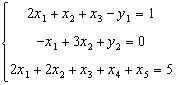 2x₁ + x₂ + x₃ - y₁ = 1
-x₁ + 3x₂ + y₂ = 0
2x₁ + 2x₂ + x₃ + x₄ + x₅ = 5